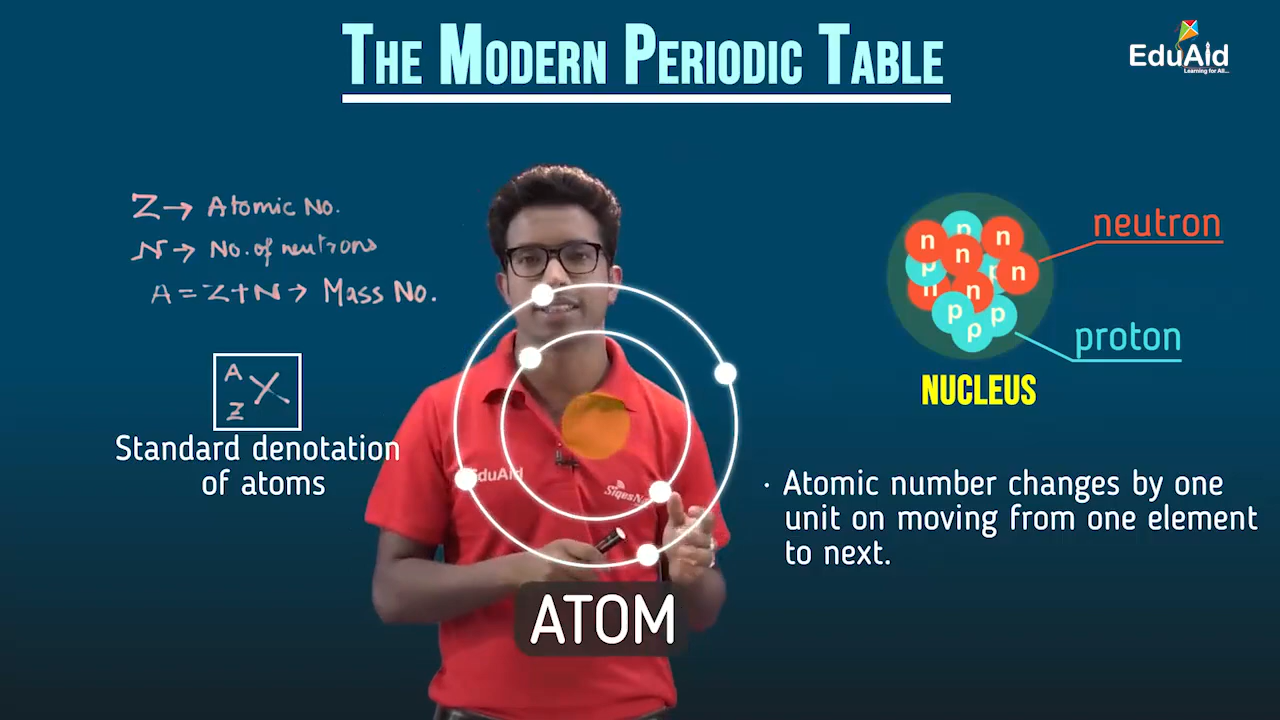 THE MODERN PERIODIC TABLE
EduAid
Learning for All...
Z → Atomic No.
N → No. of neutrons
A = Z+N → Mass No.
A
X
Z
Standard denotation
of atoms
n
p
n
n
p
p
n
n
n
p
p
p
neutron
proton
NUCLEUS
EduAid
· Atomic number changes by one
unit on moving from one element
to next.
ATOM